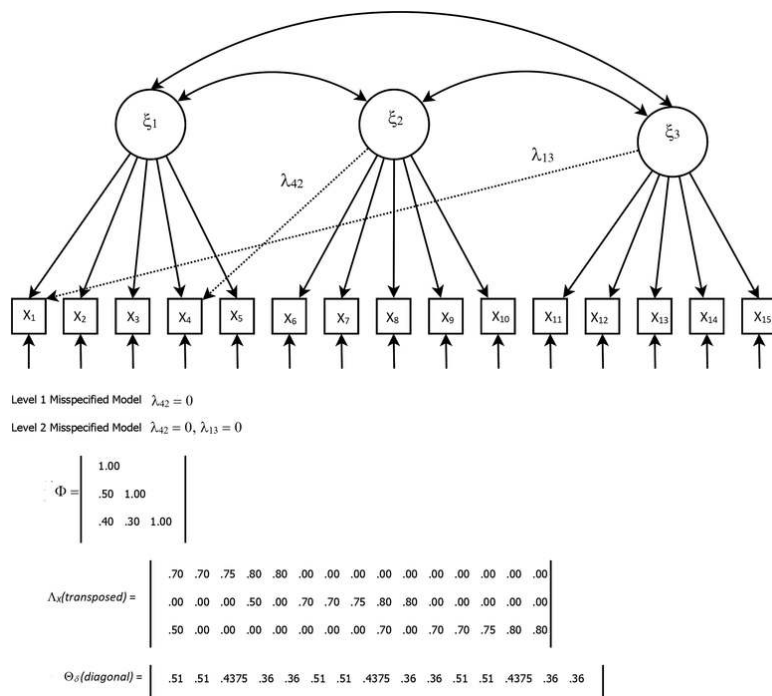 ξ1 ξ2 ξ3
λ42 λ13
X1 X2 X3 X4 X5 X6 X7 X8 X9 X10 X11 X12 X13 X14 X15
Level 1 Misspecified Model λ42 = 0
Level 2 Misspecified Model λ42 = 0, λ13 = 0
1.00
Φ = .50 1.00
.40 .30 1.00
.70 .70 .75 .80 .80 .00 .00 .00 .00 .00 .00 .00 .00 .00 .00
ΛX(transposed) = .00 .00 .00 .50 .00 .70 .70 .75 .80 .80 .00 .00 .00 .00 .00
.50 .00 .00 .00 .00 .00 .00 .00 .70 .00 .70 .70 .75 .80 .80
Θδ(diagonal) = .51 .51 .4375 .36 .36 .51 .51 .4375 .36 .36 .51 .51 .4375 .36 .36